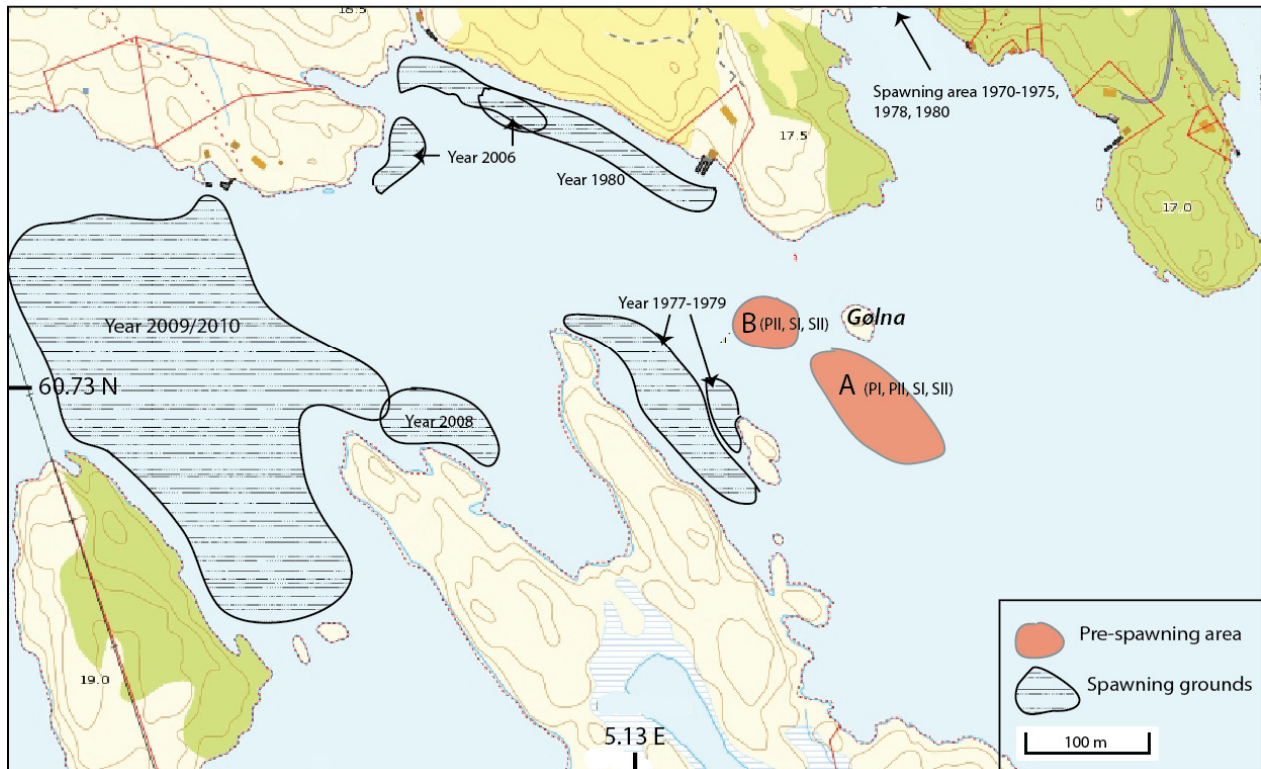 18.5
Spawning area 1970-1975,
1978, 1980
17.5
Year 2006
Year 1980
17.0
Year 1977-1979
B (PII, SI, SII)
Gølna
Year 2009/2010
60.73 N
A (PI, PII, SI, SII)
Year 2008
Pre-spawning area
Spawning grounds
19.0
5.13 E
100 m